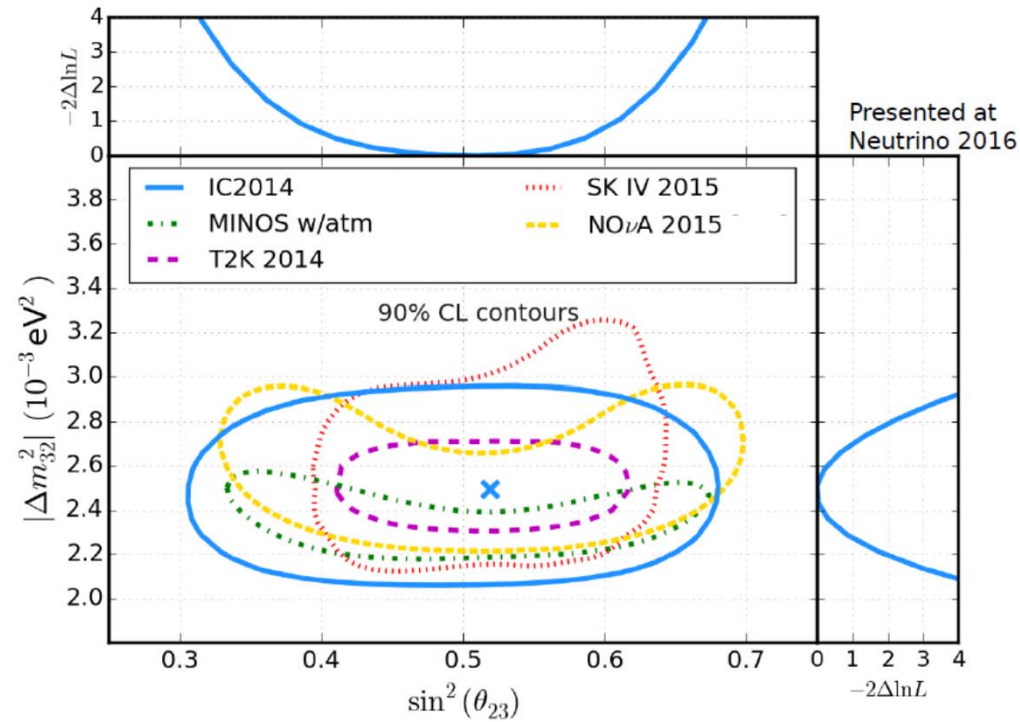 4
3
2
1
0
−2ΔlnL
Presented at
Neutrino 2016
IC2014
MINOS w/atm
T2K 2014
SK IV 2015
NOνA 2015
90% CL contours
3.8
3.6
3.4
3.2
3.0
2.8
2.6
2.4
2.2
2.0
|Δm²₃₂| (10⁻³ eV²)
0.3 0.4 0.5 0.6 0.7
sin² (θ₂₃)
0 1 2 3 4
−2ΔlnL